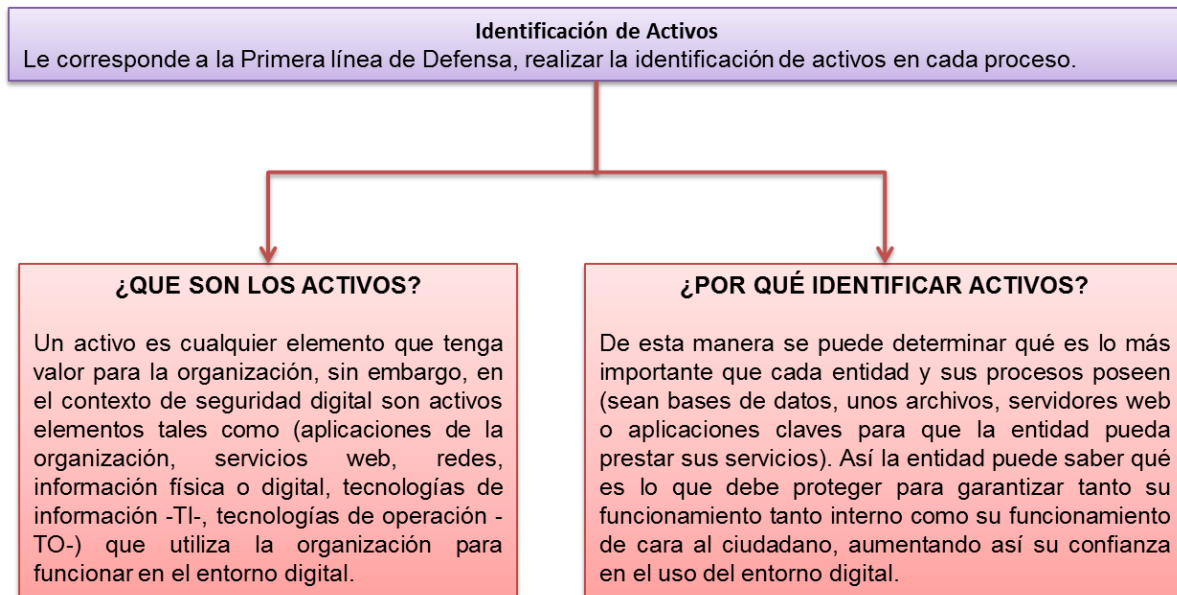 Identificación de Activos
Le corresponde a la Primera línea de Defensa, realizar la identificación de activos en cada proceso.
¿QUE SON LOS ACTIVOS?
Un activo es cualquier elemento que tenga
valor para la organización, sin embargo, en
el contexto de seguridad digital son activos
elementos tales como (aplicaciones de la
organización, servicios web, redes,
información física o digital, tecnologías de
información -TI-, tecnologías de operación -
TO-) que utiliza la organización para
funcionar en el entorno digital.
¿POR QUÉ IDENTIFICAR ACTIVOS?
De esta manera se puede determinar qué es lo más
importante que cada entidad y sus procesos poseen
(sean bases de datos, unos archivos, servidores web
o aplicaciones claves para que la entidad pueda
prestar sus servicios). Así la entidad puede saber qué
es lo que debe proteger para garantizar tanto su
funcionamiento tanto interno como su funcionamiento
de cara al ciudadano, aumentando así su confianza
en el uso del entorno digital.